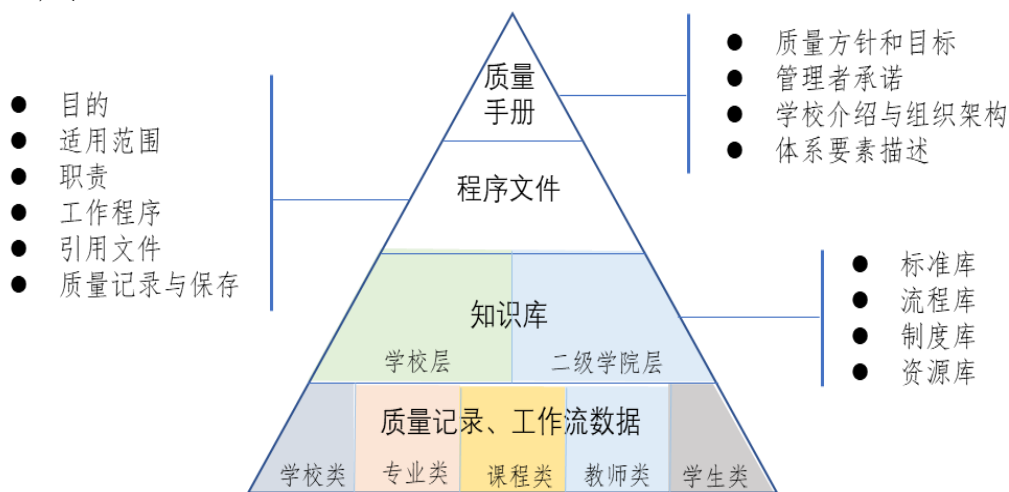 质量
手册
质量方针和目标
管理者承诺
学校介绍与组织架构
体系要素描述
目的
适用范围
职责
工作程序
引用文件
质量记录与保存
程序文件
知识库
学校层
二级学院层
标准库
流程库
制度库
资源库
质量记录、工作流数据
学校类
专业类
课程类
教师类
学生类